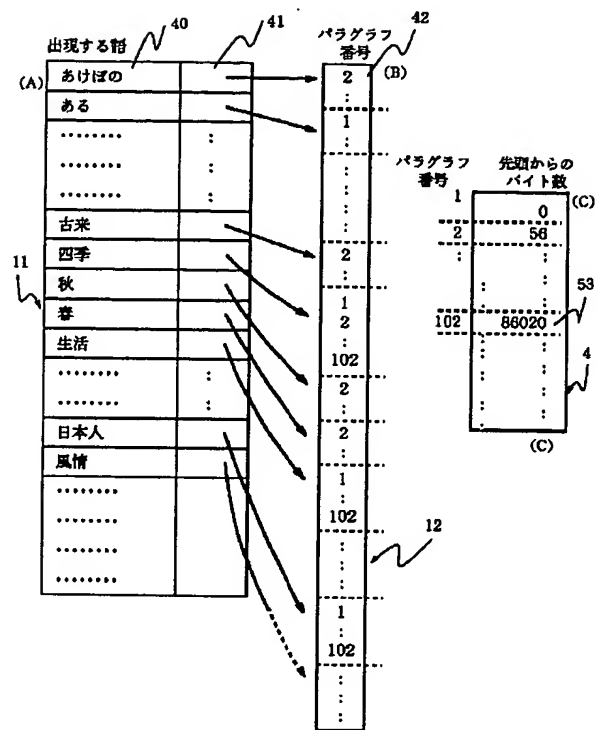 40
41
42
出現する語
パラグラフ
番号
(A)
(B)
あけぼの
ある
………
⋮
………
………
古来
四季
11
秋
春
生活
………
⋮
………
日本人
風情
………
………
………
………
2
⋮
1
⋮
⋮
⋮
2
⋮
1
2
⋮
102
2
⋮
2
⋮
1
⋮
102
⋮
⋮
12
1
⋮
102
⋮
⋮
パラグラフ
番号
先頭からの
バイト数
(C)
1 0
2 56
⋮ ⋮
53
102 86020
⋮ ⋮
4
(C)